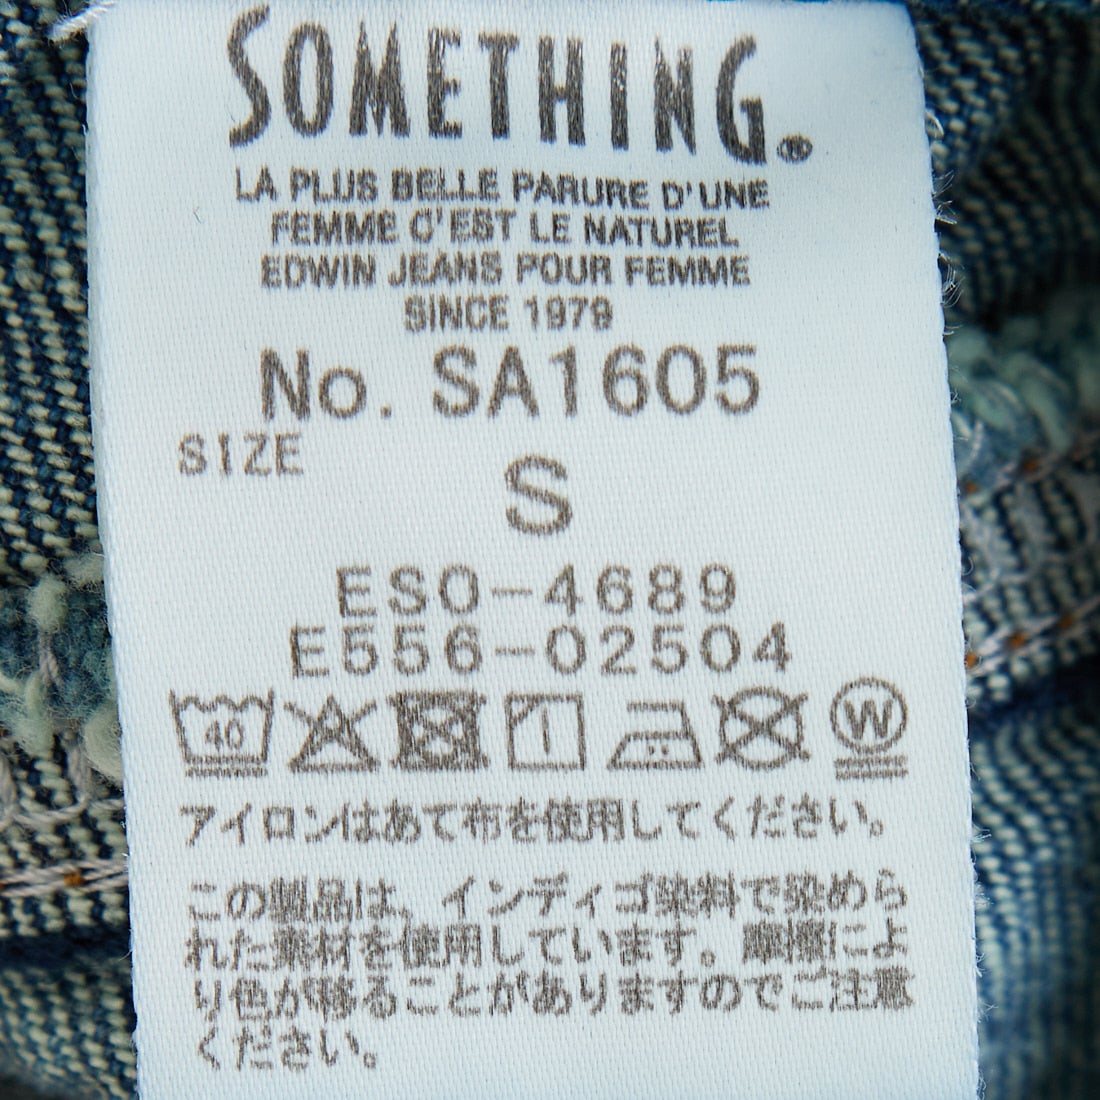 SOMETHING®
LA PLUS BELLE PARURE D'UNE
FEMME C'EST LE NATUREL
EDWIN JEANS POUR FEMME
SINCE 1979
No. SA1605
SIZE
S
ESO-4689
E556-02504
40
W
アイロンはあて布を使用してください。
この製品は、インディゴ染料で染めら
れた素材を使用しています。摩擦によ
り色が移ることがありますのでご注意
ください。